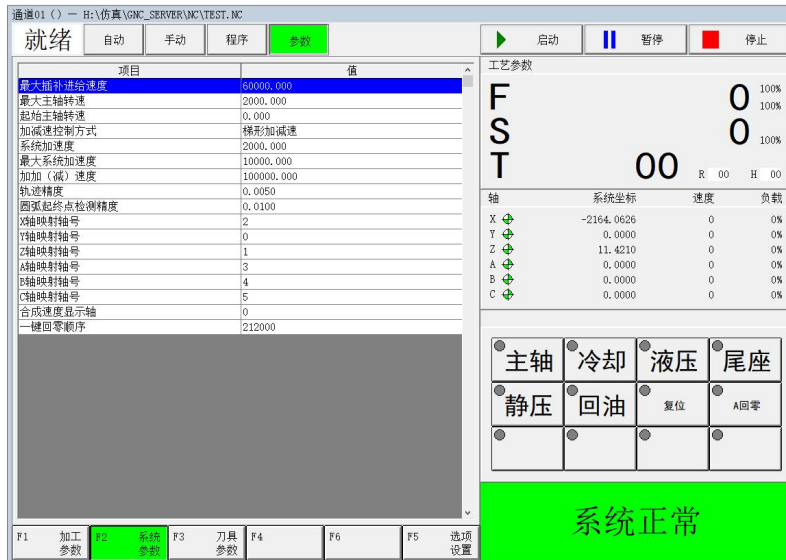 通道01 () — H:\仿真\GNC_SERVER\NC\TEST.NC
就绪 自动 手动 程序 参数 启动 暂停 停止
项目 值
最大插补进给速度 60000.000
最大主轴转速 2000.000
起始主轴转速 0.000
加减速控制方式 梯形加减速
系统加速度 2000.000
最大系统加速度 10000.000
加加（减）速度 100000.000
轨迹精度 0.0050
圆弧起终点检测精度 0.0100
X轴映射轴号 2
Y轴映射轴号 0
Z轴映射轴号 1
A轴映射轴号 3
B轴映射轴号 4
C轴映射轴号 5
合成速度显示轴 0
一键回零顺序 212000
工艺参数
F 0 100%
100%
S 0 100%
T 00 R 00 H 00
轴 系统坐标 速度 负载
X -2164.0626 0 0%
Y 0.0000 0 0%
Z 11.4210 0 0%
A 0.0000 0 0%
B 0.0000 0 0%
C 0.0000 0 0%
主轴 冷却 液压 尾座
静压 回油 复位 A回零
系统正常
F1 加工参数 F2 系统参数 F3 刀具参数 F4 F6 F5 选项设置